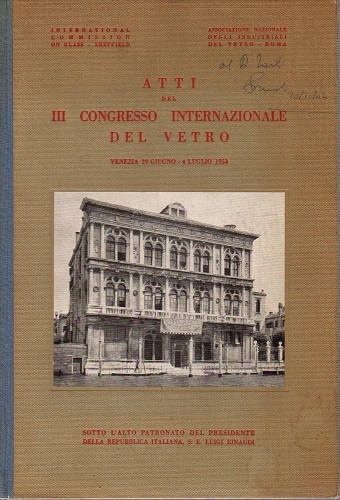 INTERNATIONAL
COMMISSION
ON GLASS - SHEFFIELD
ASSOCIAZIONE NAZIONALE
DEGLI INDUSTRIALI
DEL VETRO - ROMA
ATTI
DEL
III CONGRESSO INTERNAZIONALE
DEL VETRO
VENEZIA 29 GIUGNO - 4 LUGLIO 1953
SOTTO L'ALTO PATRONATO DEL PRESIDENTE
DELLA REPUBBLICA ITALIANA, S. E. LUIGI EINAUDI